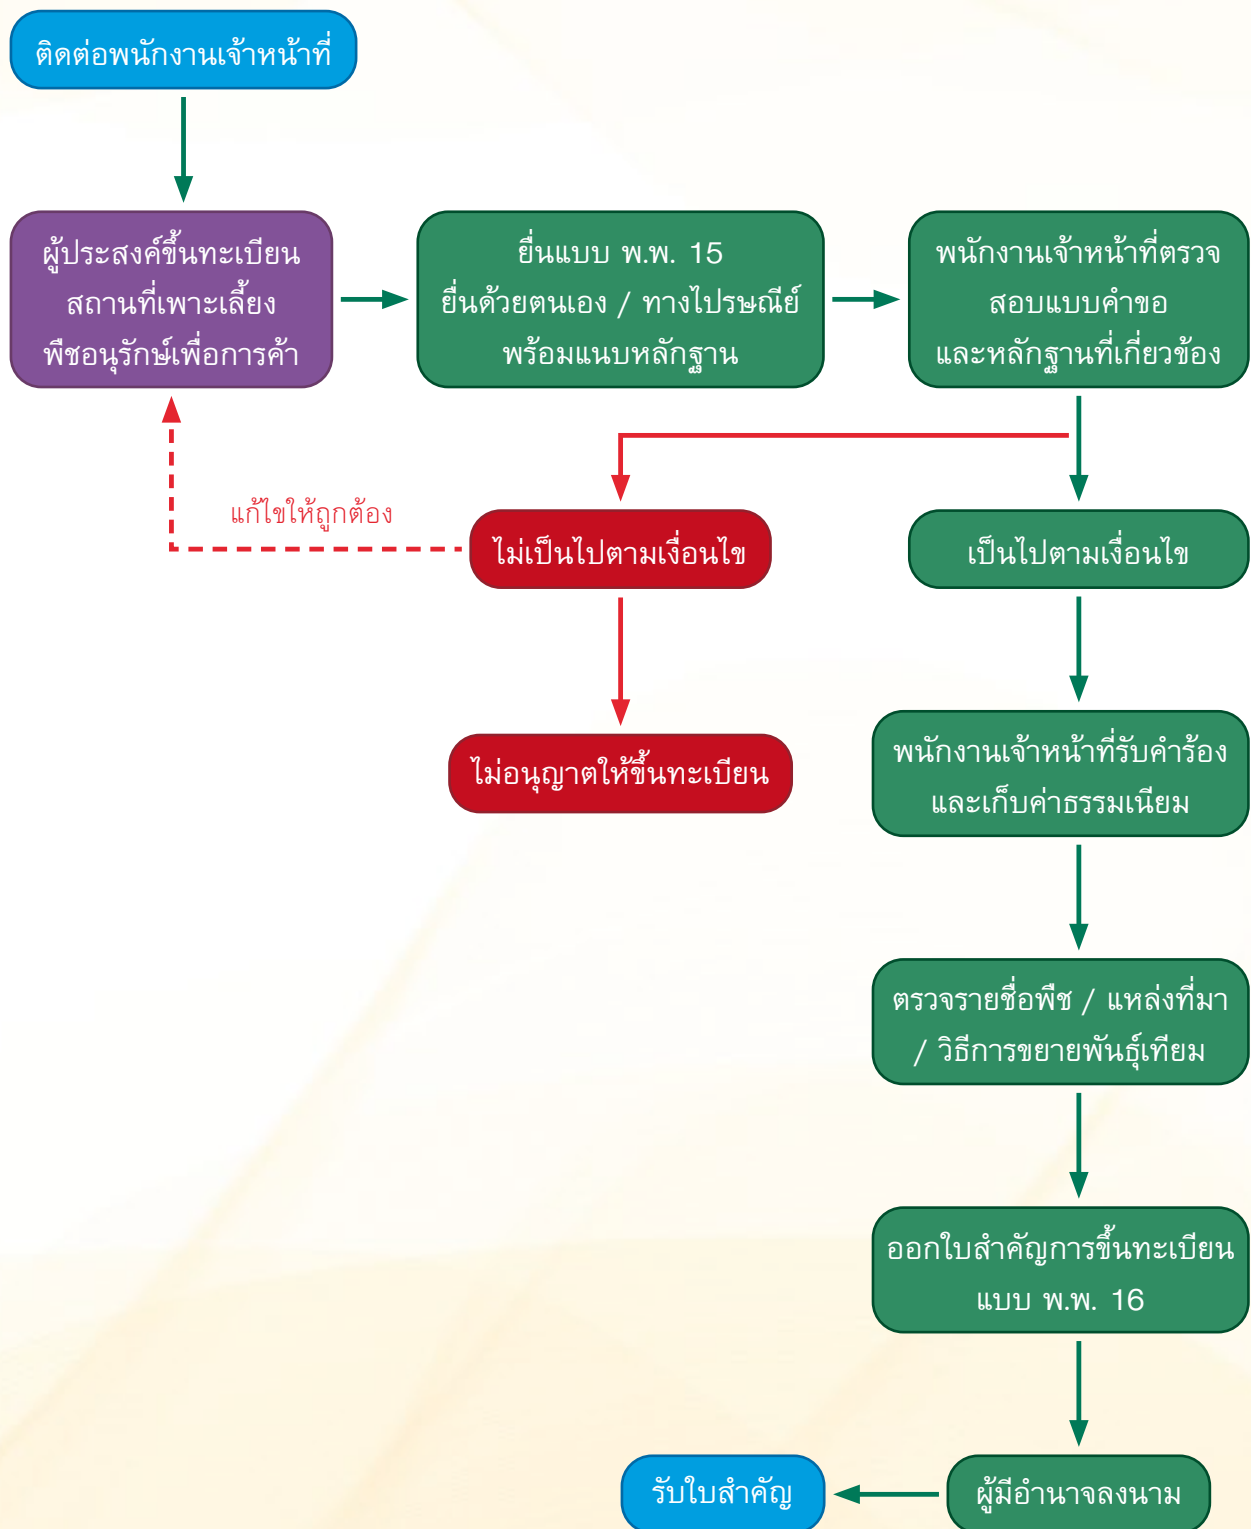 ติดต่อพนักงานเจ้าหน้าที่
ผู้ประสงค์ขึ้นทะเบียน
สถานที่เพาะเลี้ยง
พืชอนุรักษ์เพื่อการค้า
ยื่นแบบ พ.พ. 15
ยื่นด้วยตนเอง / ทางไปรษณีย์
พร้อมแนบหลักฐาน
พนักงานเจ้าหน้าที่ตรวจ
สอบแบบคำขอ
และหลักฐานที่เกี่ยวข้อง
แก้ไขให้ถูกต้อง
ไม่เป็นไปตามเงื่อนไข
เป็นไปตามเงื่อนไข
ไม่อนุญาตให้ขึ้นทะเบียน
พนักงานเจ้าหน้าที่รับคำร้อง
และเก็บค่าธรรมเนียม
ตรวจรายชื่อพืช / แหล่งที่มา
/ วิธีการขยายพันธุ์เทียม
ออกใบสำคัญการขึ้นทะเบียน
แบบ พ.พ. 16
ผู้มีอำนาจลงนาม
รับใบสำคัญ